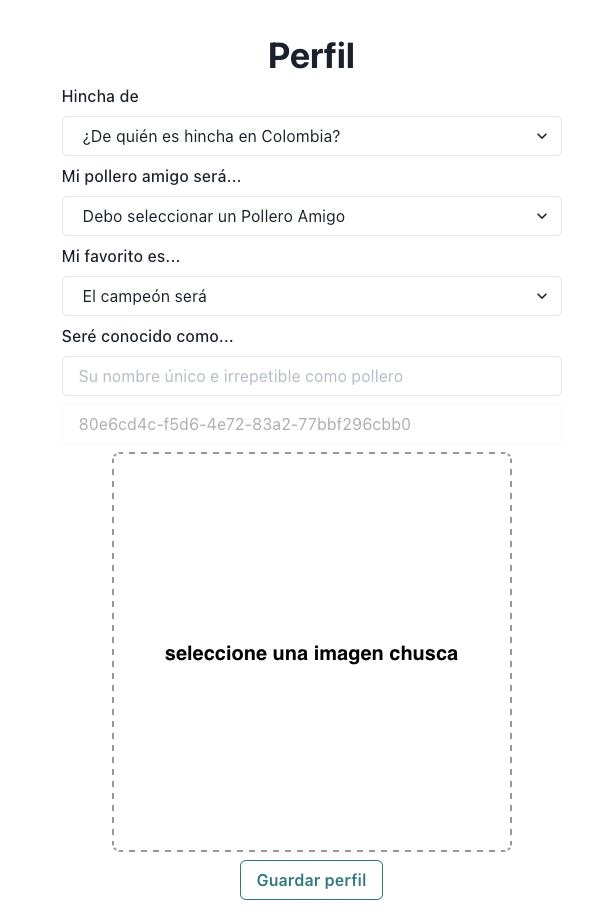 Perfil
Hincha de
¿De quién es hincha en Colombia?
Mi pollero amigo será...
Debo seleccionar un Pollero Amigo
Mi favorito es...
El campeón será
Seré conocido como...
Su nombre único e irrepetible como pollero
80e6cd4c-f5d6-4e72-83a2-77bbf296cbb0
seleccione una imagen chusca
Guardar perfil